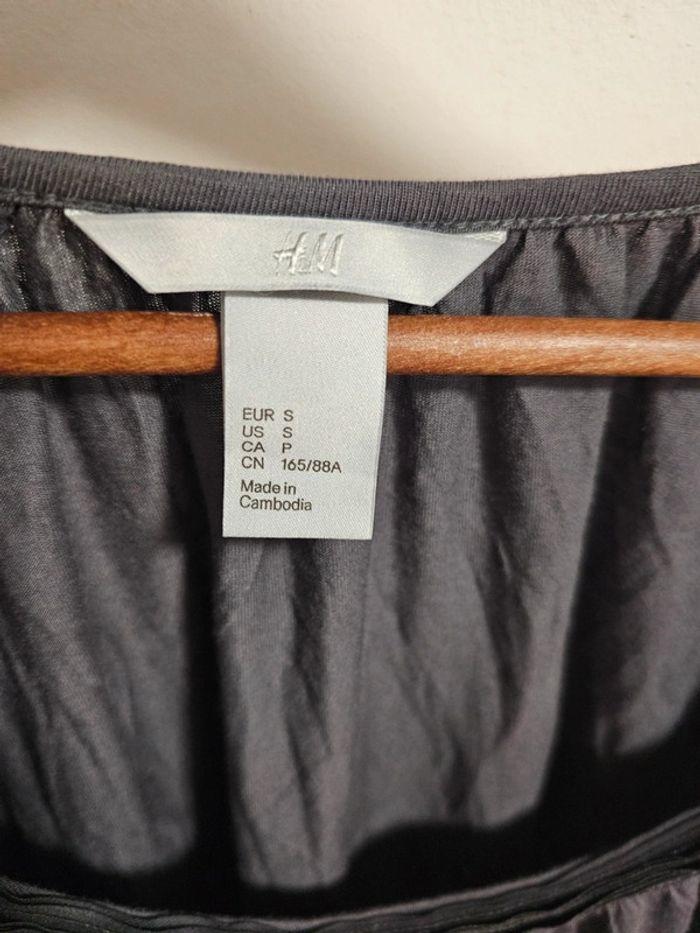 H&M
EUR S
US S
CA P
CN 165/88A
Made in
Cambodia